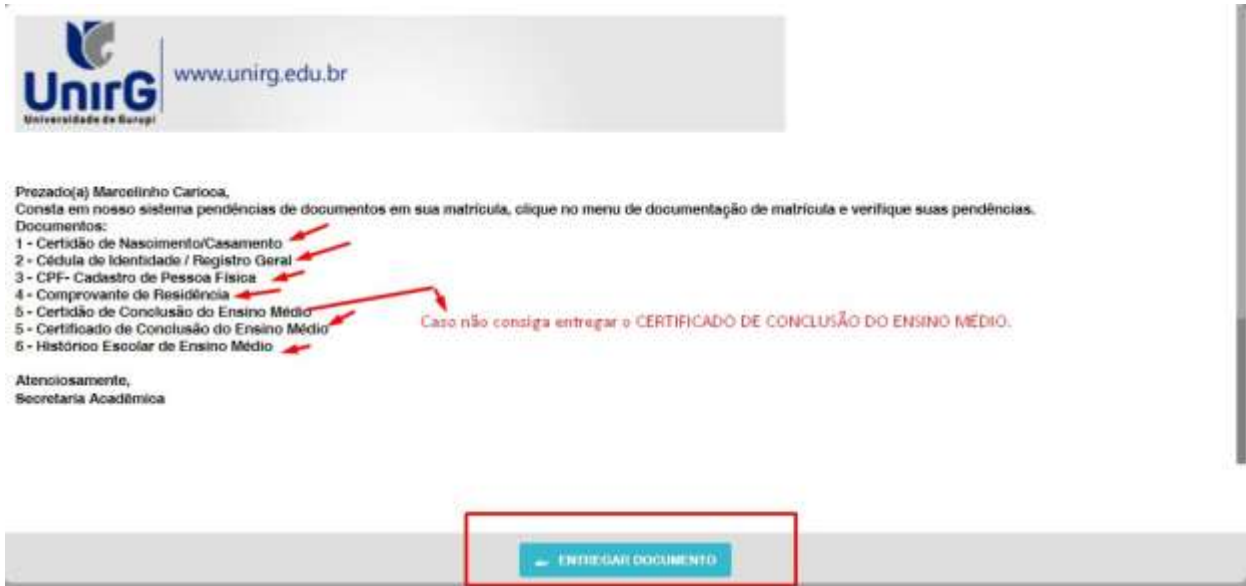 UnirG
www.unirg.edu.br
Universidade de Gurupi
Prezado(a) Marcelinho Carioca,
Consta em nosso sistema pendências de documentos em sua matrícula, clique no menu de documentação de matrícula e verifique suas pendências.
Documentos:
1 - Certidão de Nascimento/Casamento
2 - Cédula de Identidade / Registro Geral
3 - CPF- Cadastro de Pessoa Física
4 - Comprovante de Residência
5 - Certidão de Conclusão do Ensino Médio
5 - Certificado de Conclusão do Ensino Médio
Caso não consiga entregar o CERTIFICADO DE CONCLUSÃO DO ENSINO MÉDIO.
6 - Histórico Escolar de Ensino Médio
Atenciosamente,
Secretaria Acadêmica
ENTREGAR DOCUMENTO